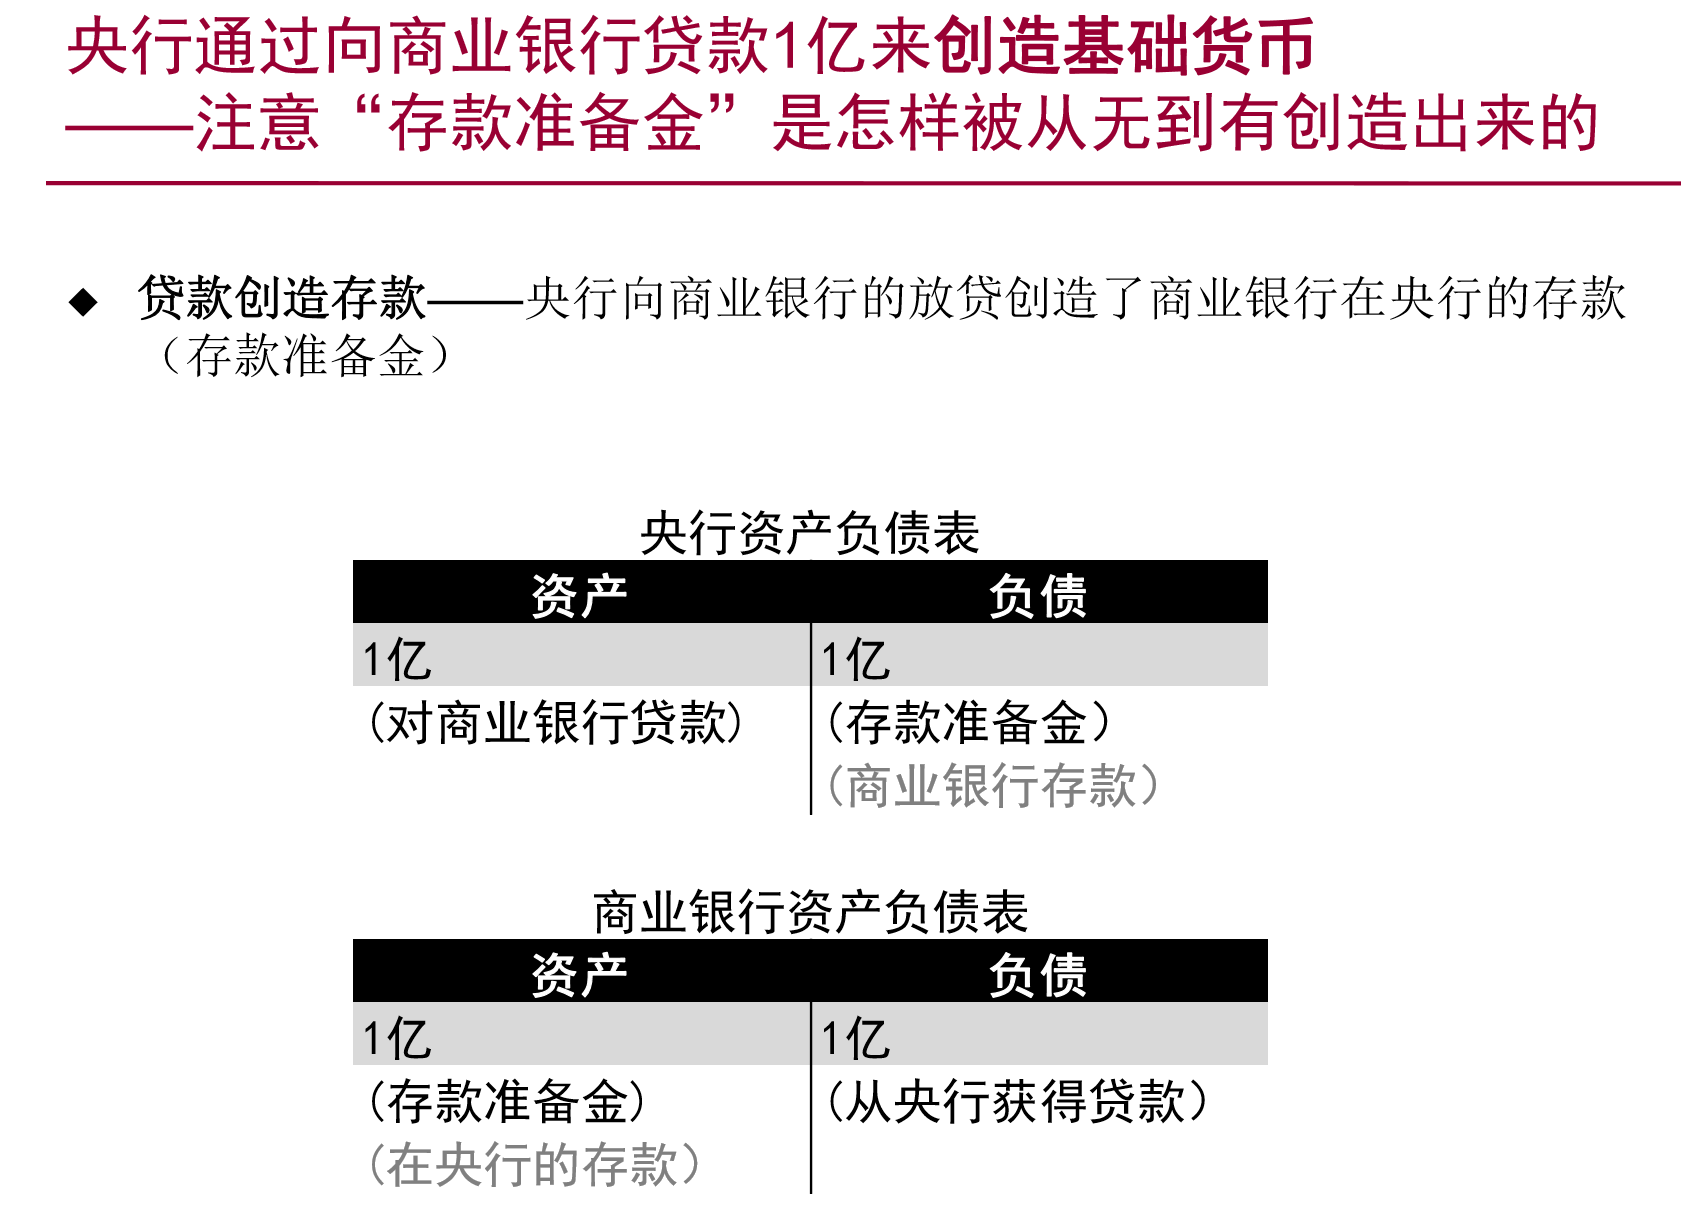 央行通过向商业银行贷款1亿来创造基础货币
——注意“存款准备金”是怎样被从无到有创造出来的
◆ 贷款创造存款——央行向商业银行的放贷创造了商业银行在央行的存款
（存款准备金）
央行资产负债表
资产 负债
1亿 1亿
(对商业银行贷款) (存款准备金）
(商业银行存款）
商业银行资产负债表
资产 负债
1亿 1亿
(存款准备金) (从央行获得贷款）
(在央行的存款）